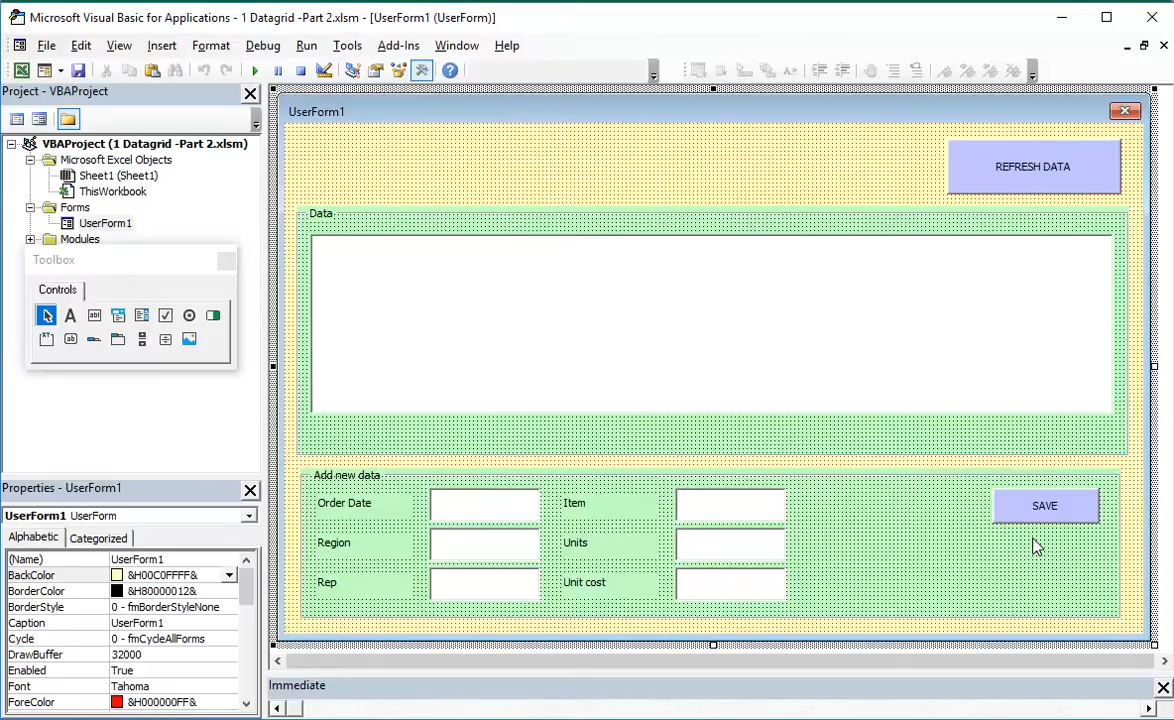 Microsoft Visual Basic for Applications - 1 Datagrid -Part 2.xlsm - [UserForm1 (UserForm)]
File Edit View Insert Format Debug Run Tools Add-Ins Window Help
Project - VBAProject
VBAProject (1 Datagrid -Part 2.xlsm)
Microsoft Excel Objects
Sheet1 (Sheet1)
ThisWorkbook
Forms
UserForm1
Modules
Toolbox
Controls
Properties - UserForm1
UserForm1 UserForm
Alphabetic Categorized
(Name) UserForm1
BackColor &H00C0FFFF&
BorderColor &H80000012&
BorderStyle 0 - fmBorderStyleNone
Caption UserForm1
Cycle 0 - fmCycleAllForms
DrawBuffer 32000
Enabled True
Font Tahoma
ForeColor &H000000FF&
UserForm1
REFRESH DATA
Data
Add new data
Order Date Item SAVE
Region Units
Rep Unit cost
Immediate